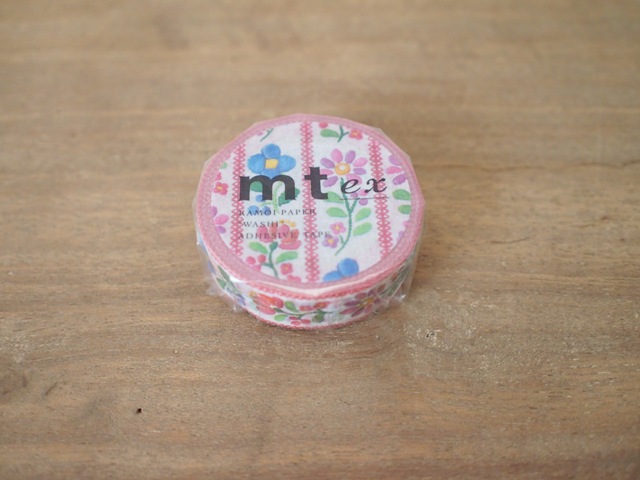 mt ex
KAMOI PAPER
WASHI
ADHESIVE TAPE